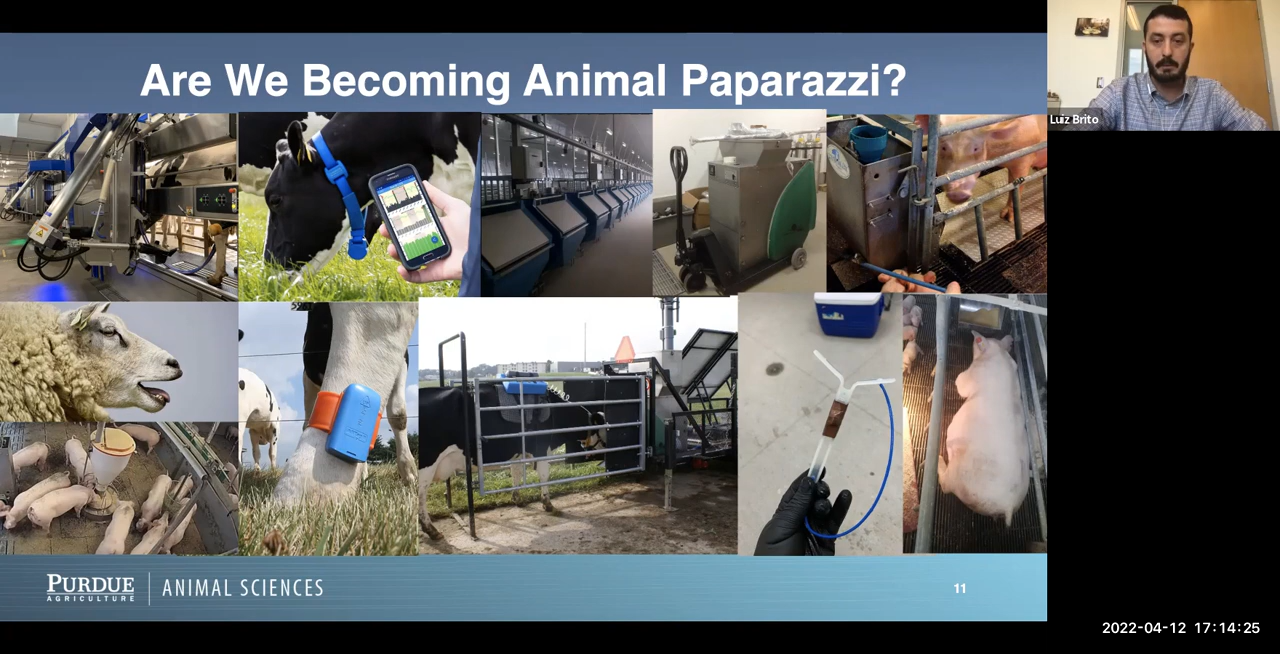 Are We Becoming Animal Paparazzi?
Luiz Brito
PURDUE
AGRICULTURE
ANIMAL SCIENCES
11
2022-04-12 17:14:25